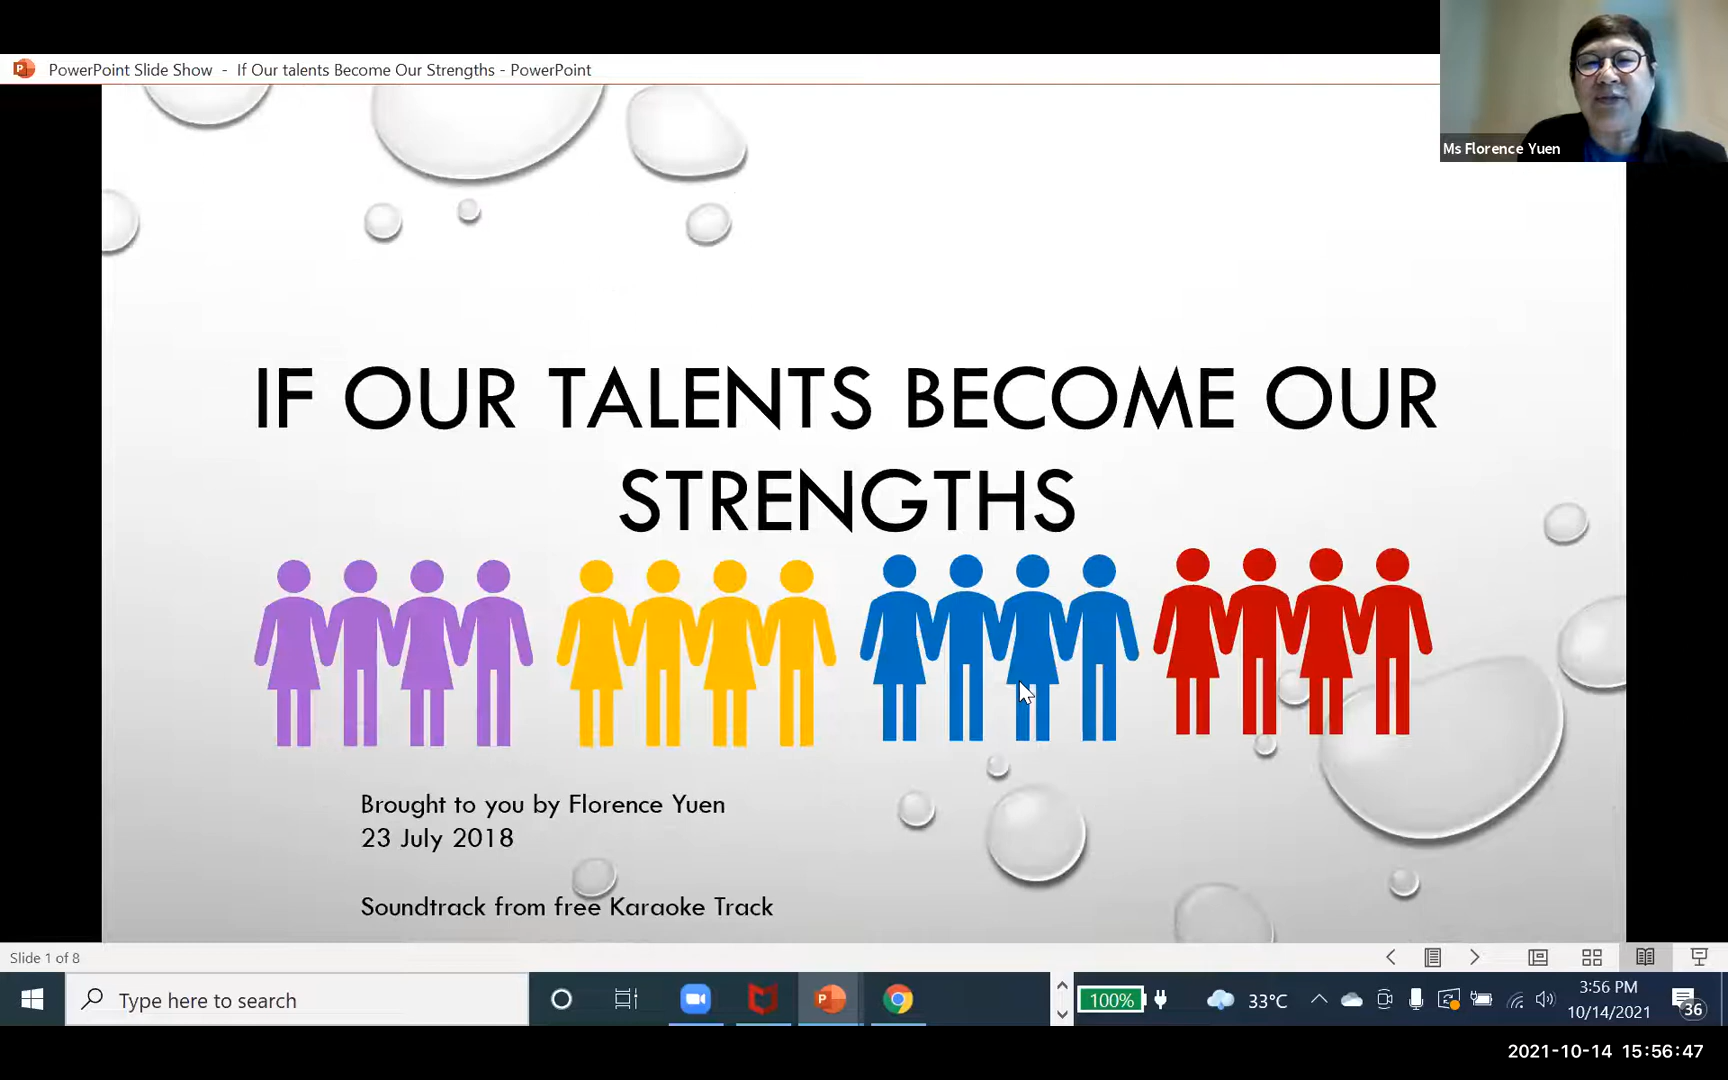 PowerPoint Slide Show - If Our talents Become Our Strengths - PowerPoint
Ms Florence Yuen
IF OUR TALENTS BECOME OUR
STRENGTHS
Brought to you by Florence Yuen
23 July 2018
Soundtrack from free Karaoke Track
Slide 1 of 8
Type here to search
100%
33°C
3:56 PM
10/14/2021
36
2021-10-14 15:56:47